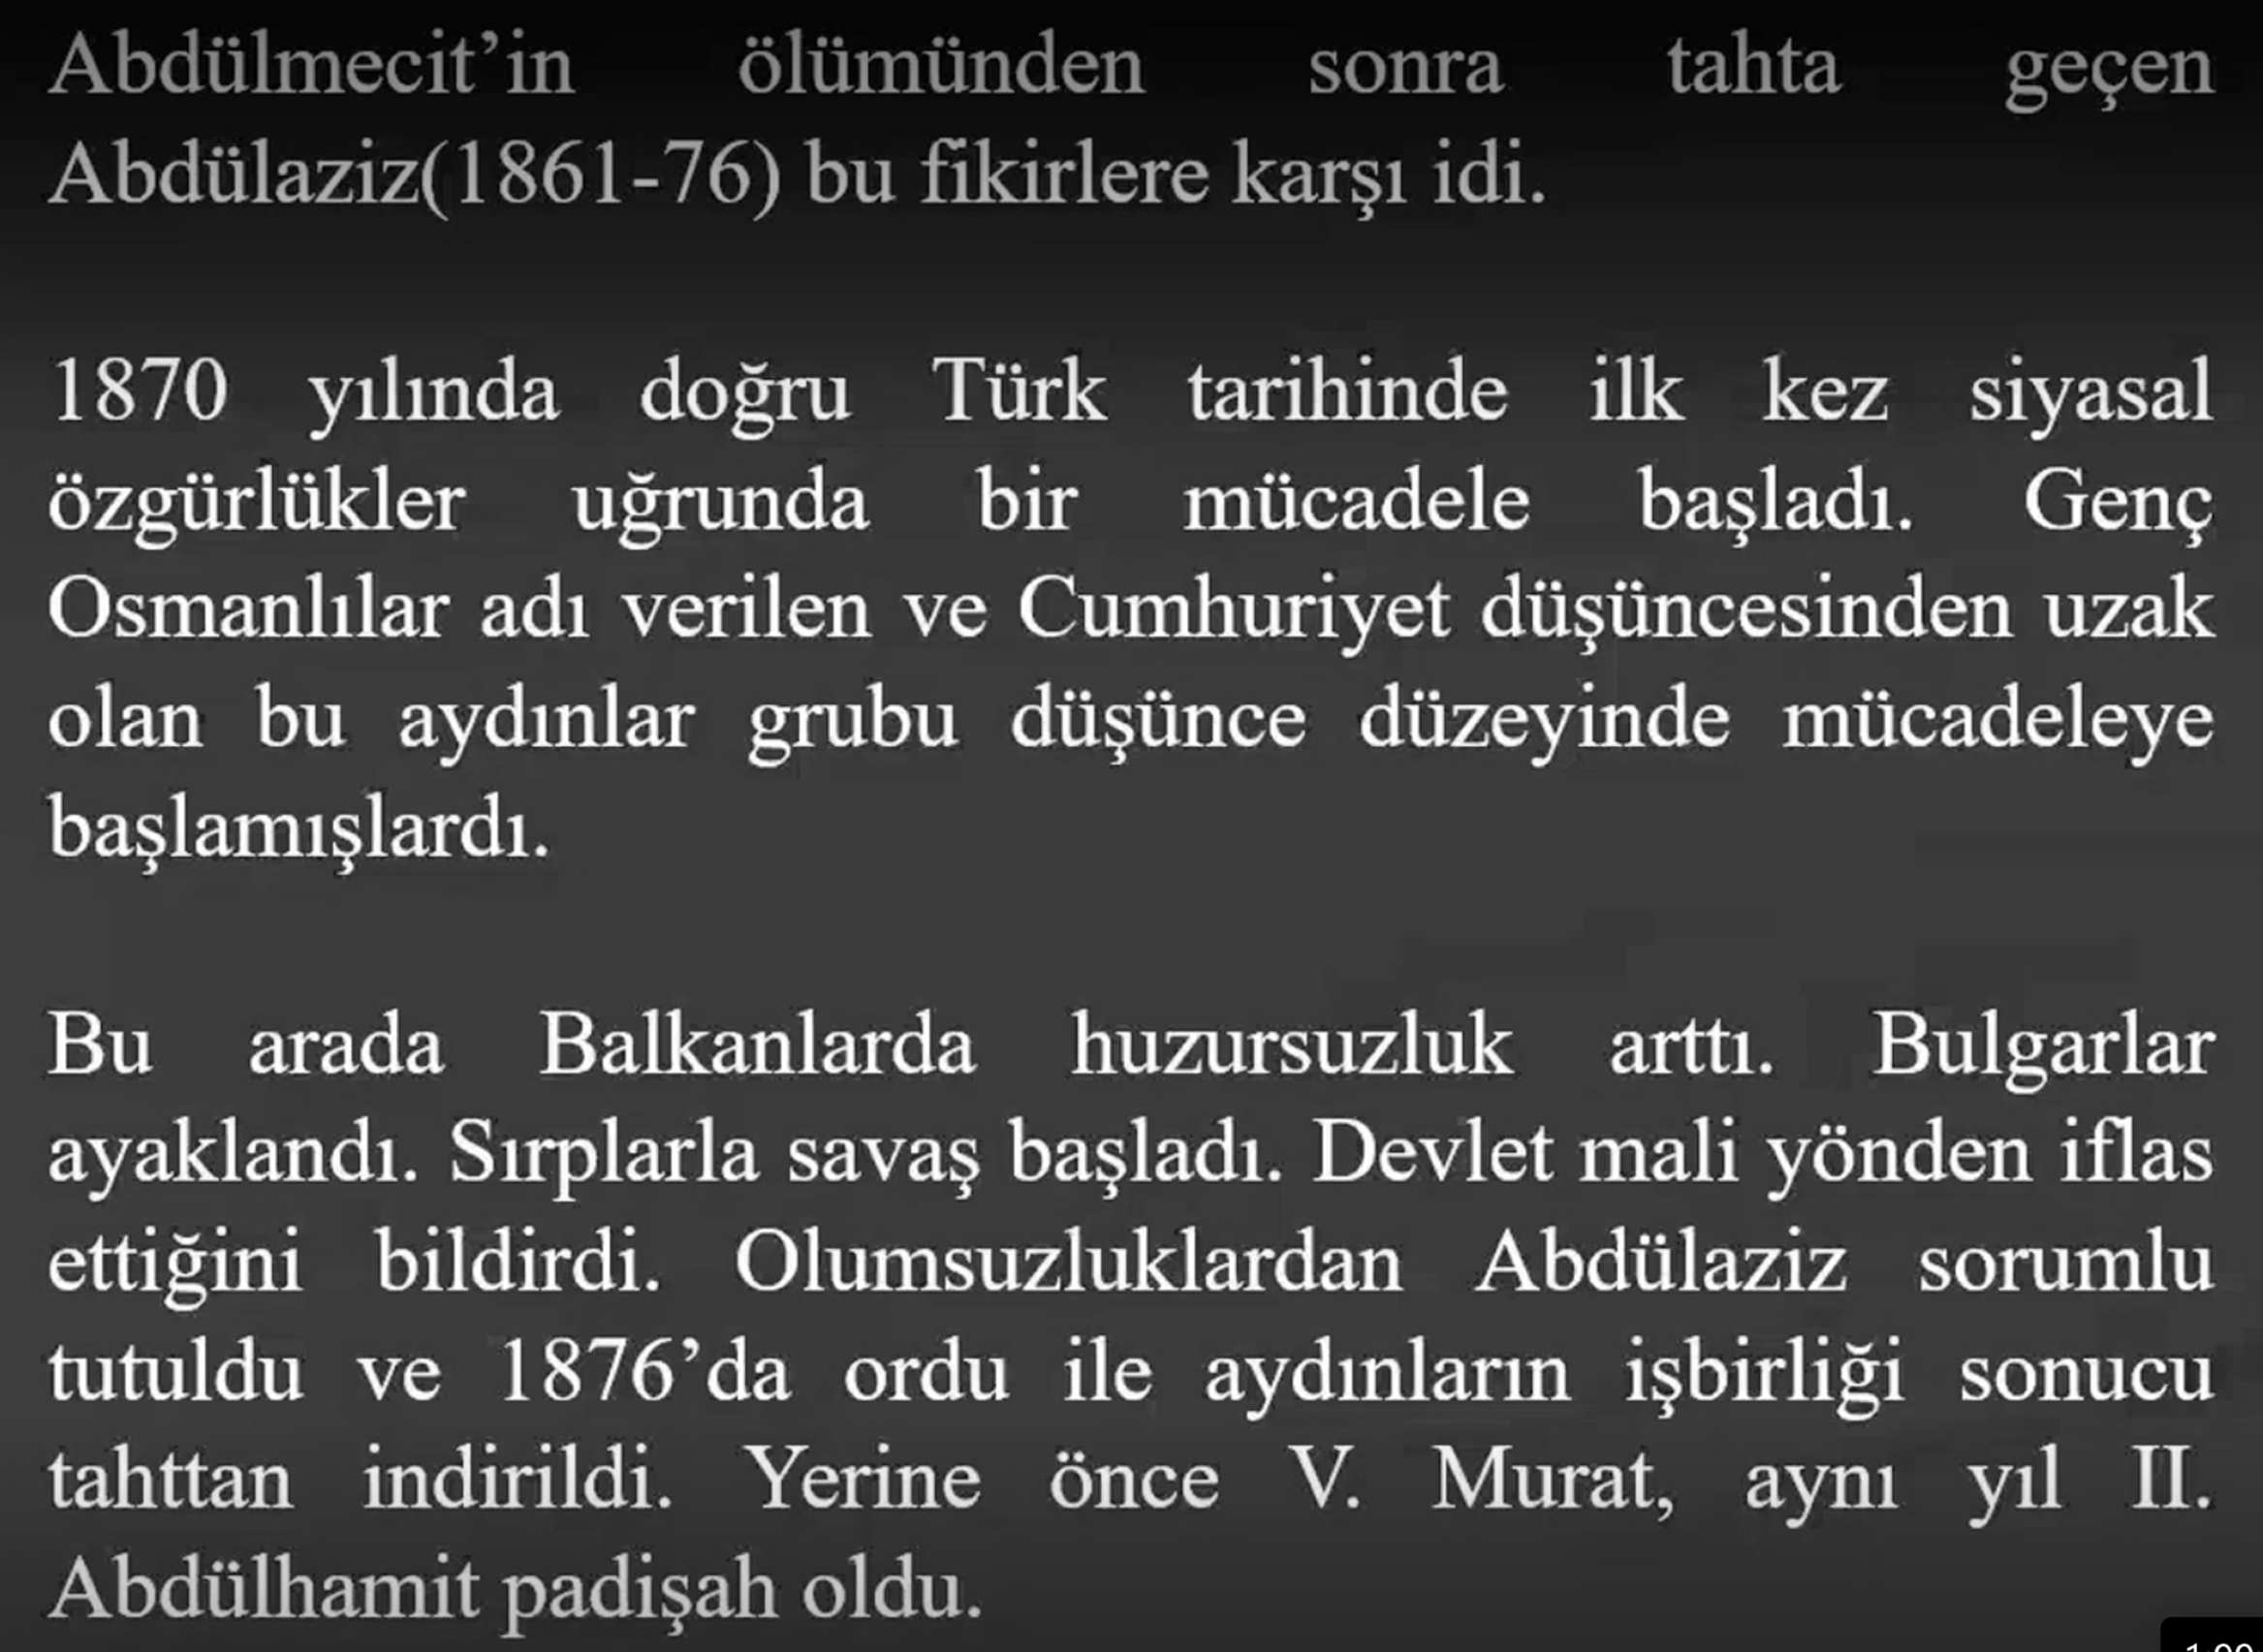 Abdülmecit’in ölümünden sonra tahta geçen
Abdülaziz(1861-76) bu fikirlere karşı idi.
1870 yılında doğru Türk tarihinde ilk kez siyasal
özgürlükler uğrunda bir mücadele başladı. Genç
Osmanlılar adı verilen ve Cumhuriyet düşüncesinden uzak
olan bu aydınlar grubu düşünce düzeyinde mücadeleye
başlamışlardı.
Bu arada Balkanlarda huzursuzluk arttı. Bulgarlar
ayaklandı. Sırplarla savaş başladı. Devlet mali yönden iflas
ettiğini bildirdi. Olumsuzluklardan Abdülaziz sorumlu
tutuldu ve 1876’da ordu ile aydınların işbirliği sonucu
tahttan indirildi. Yerine önce V. Murat, aynı yıl II.
Abdülhamit padişah oldu.